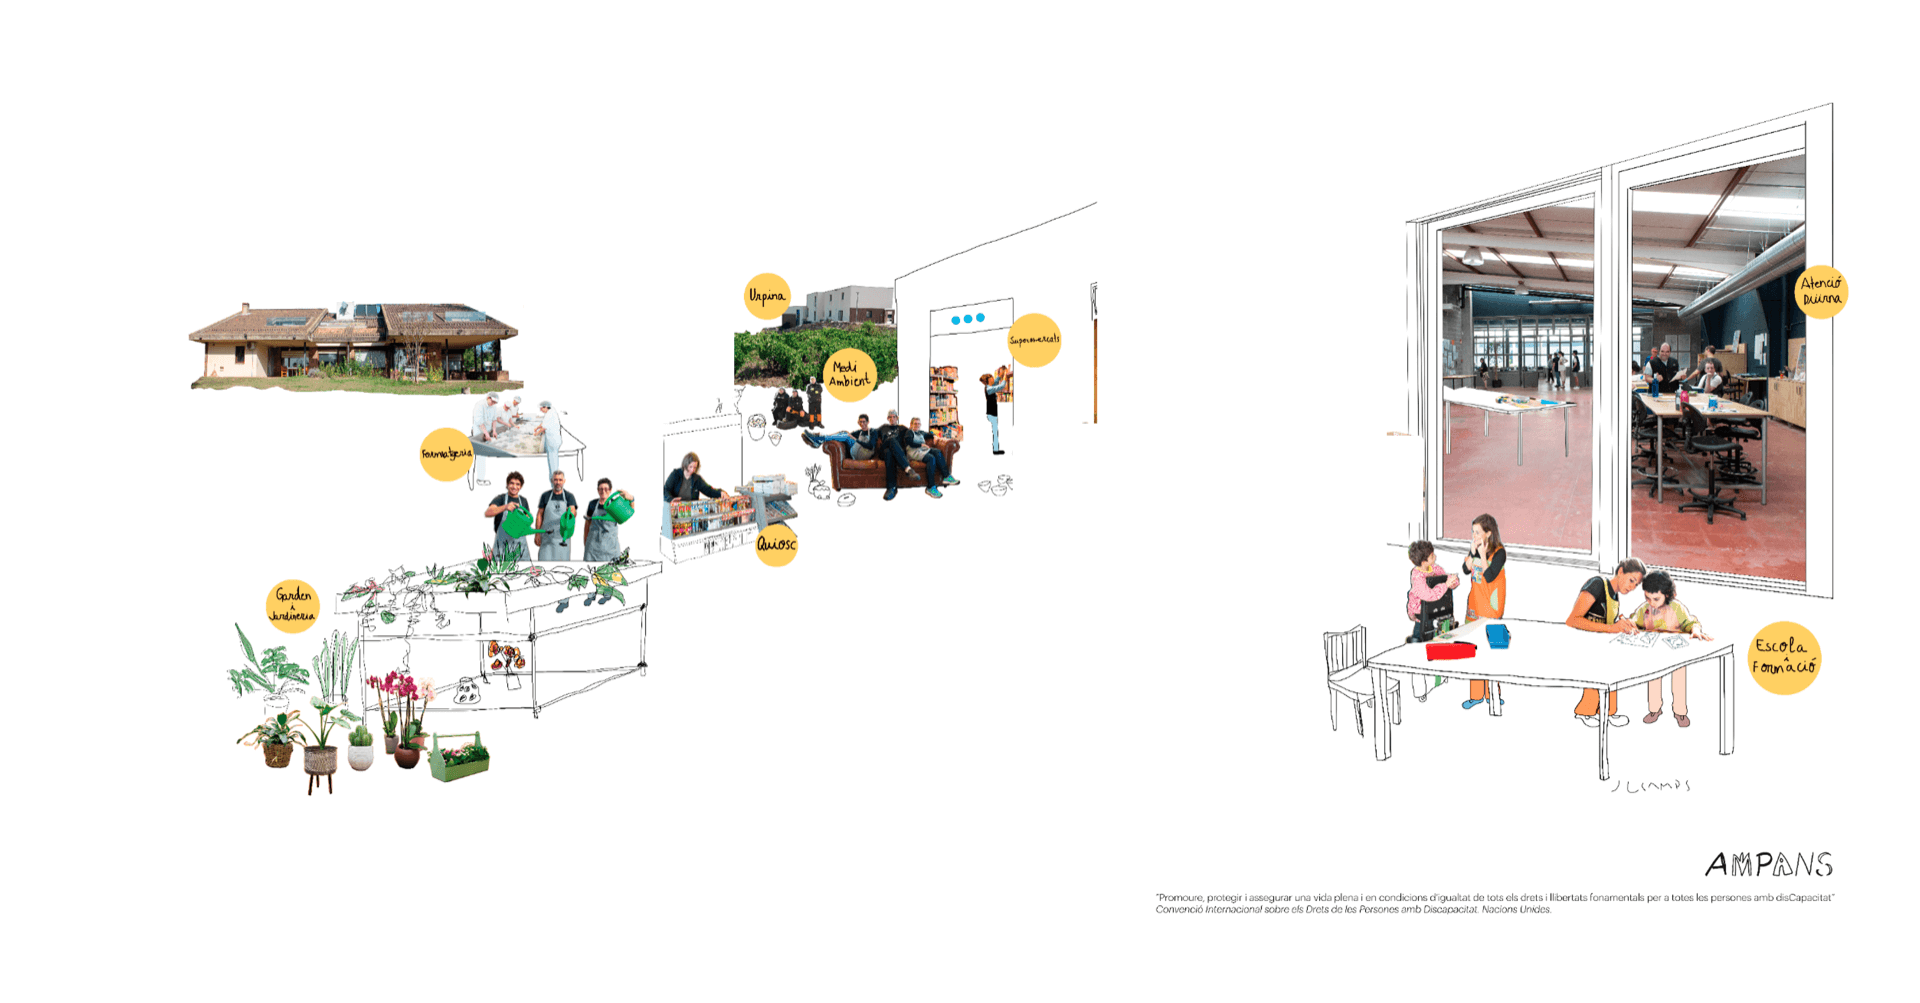 Urpina
Medi
Ambient
Supermercats
Formatgeria
Quiosc
Garden
i
Jardineria
Atenció
Diürna
Escola
i
Formació
AMPANS
"Promoure, protegir i assegurar una vida plena i en condicions d'igualtat de tots els drets i llibertats fonamentals per a totes les persones amb disCapacitat"
Convenció Internacional sobre els Drets de les Persones amb Discapacitat. Nacions Unides.